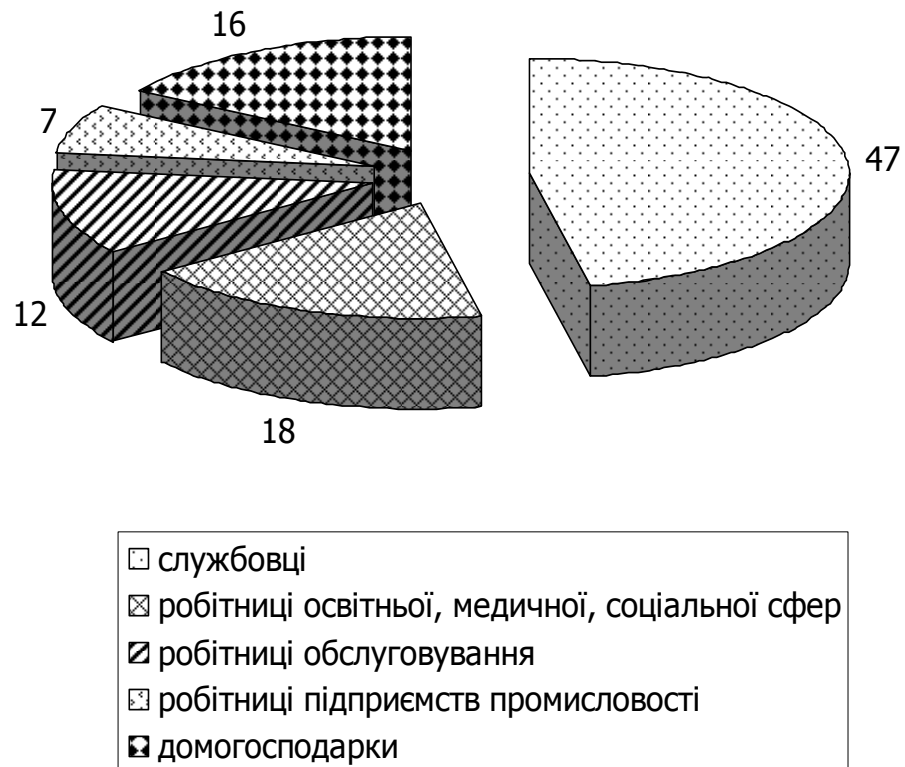 16
7
47
12
18
службовці
робітниці освітньої, медичної, соціальної сфер
робітниці обслуговування
робітниці підприємств промисловості
домогосподарки